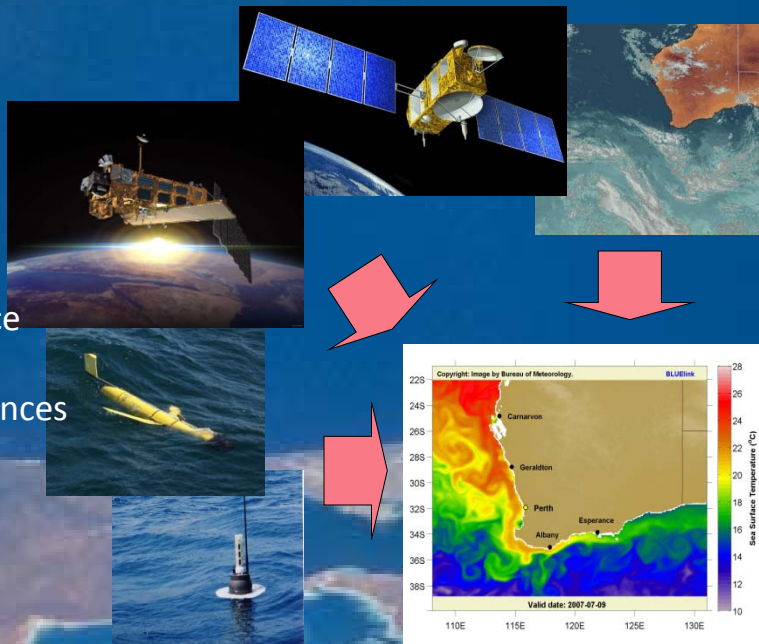 ce
nces
Copyright: Image by Bureau of Meteorology. BLUElink
28
26
24
22
20
18
16
14
12
10
Sea Surface Temperature (°C)
22S
24S
26S
28S
30S
32S
34S
36S
38S
Carnarvon
Geraldton
Perth
Esperance
Albany
Valid date: 2007-07-09
110E 115E 120E 125E 130E